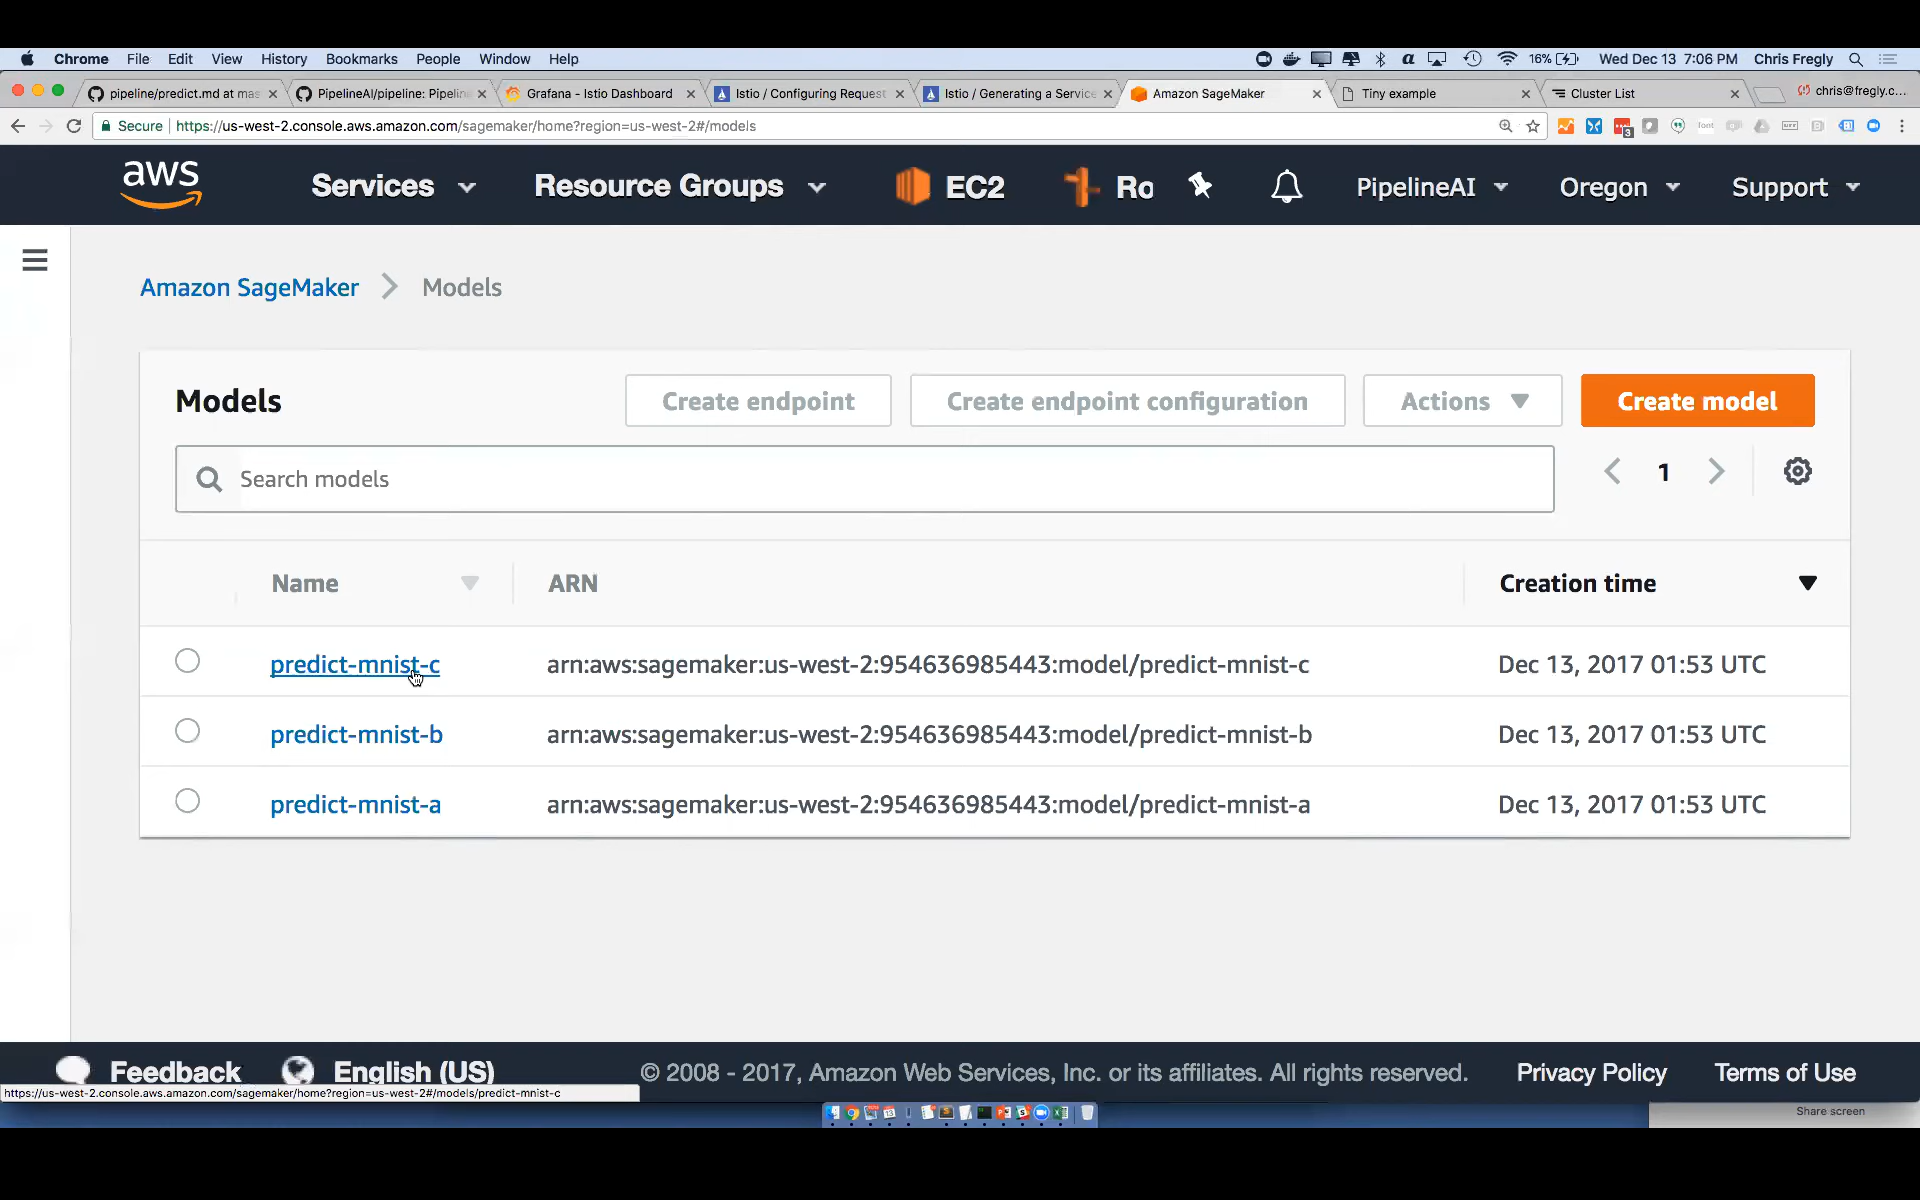 Chrome File Edit View History Bookmarks People Window Help 16% Wed Dec 13 7:06 PM Chris Fregly
pipeline/predict.md at mas PipelineAI/pipeline: Pipelin Grafana - Istio Dashboard Istio / Configuring Request Istio / Generating a Service Amazon SageMaker Tiny example Cluster List chris@fregly.c...
Secure https://us-west-2.console.aws.amazon.com/sagemaker/home?region=us-west-2#/models
aws Services Resource Groups EC2 Ro PipelineAI Oregon Support
Amazon SageMaker Models
Models Create endpoint Create endpoint configuration Actions Create model
Search models 1
Name ARN Creation time
predict-mnist-c arn:aws:sagemaker:us-west-2:954636985443:model/predict-mnist-c Dec 13, 2017 01:53 UTC
predict-mnist-b arn:aws:sagemaker:us-west-2:954636985443:model/predict-mnist-b Dec 13, 2017 01:53 UTC
predict-mnist-a arn:aws:sagemaker:us-west-2:954636985443:model/predict-mnist-a Dec 13, 2017 01:53 UTC
Feedback English (US) © 2008 - 2017, Amazon Web Services, Inc. or its affiliates. All rights reserved. Privacy Policy Terms of Use
https://us-west-2.console.aws.amazon.com/sagemaker/home?region=us-west-2#/models/predict-mnist-c
Share screen